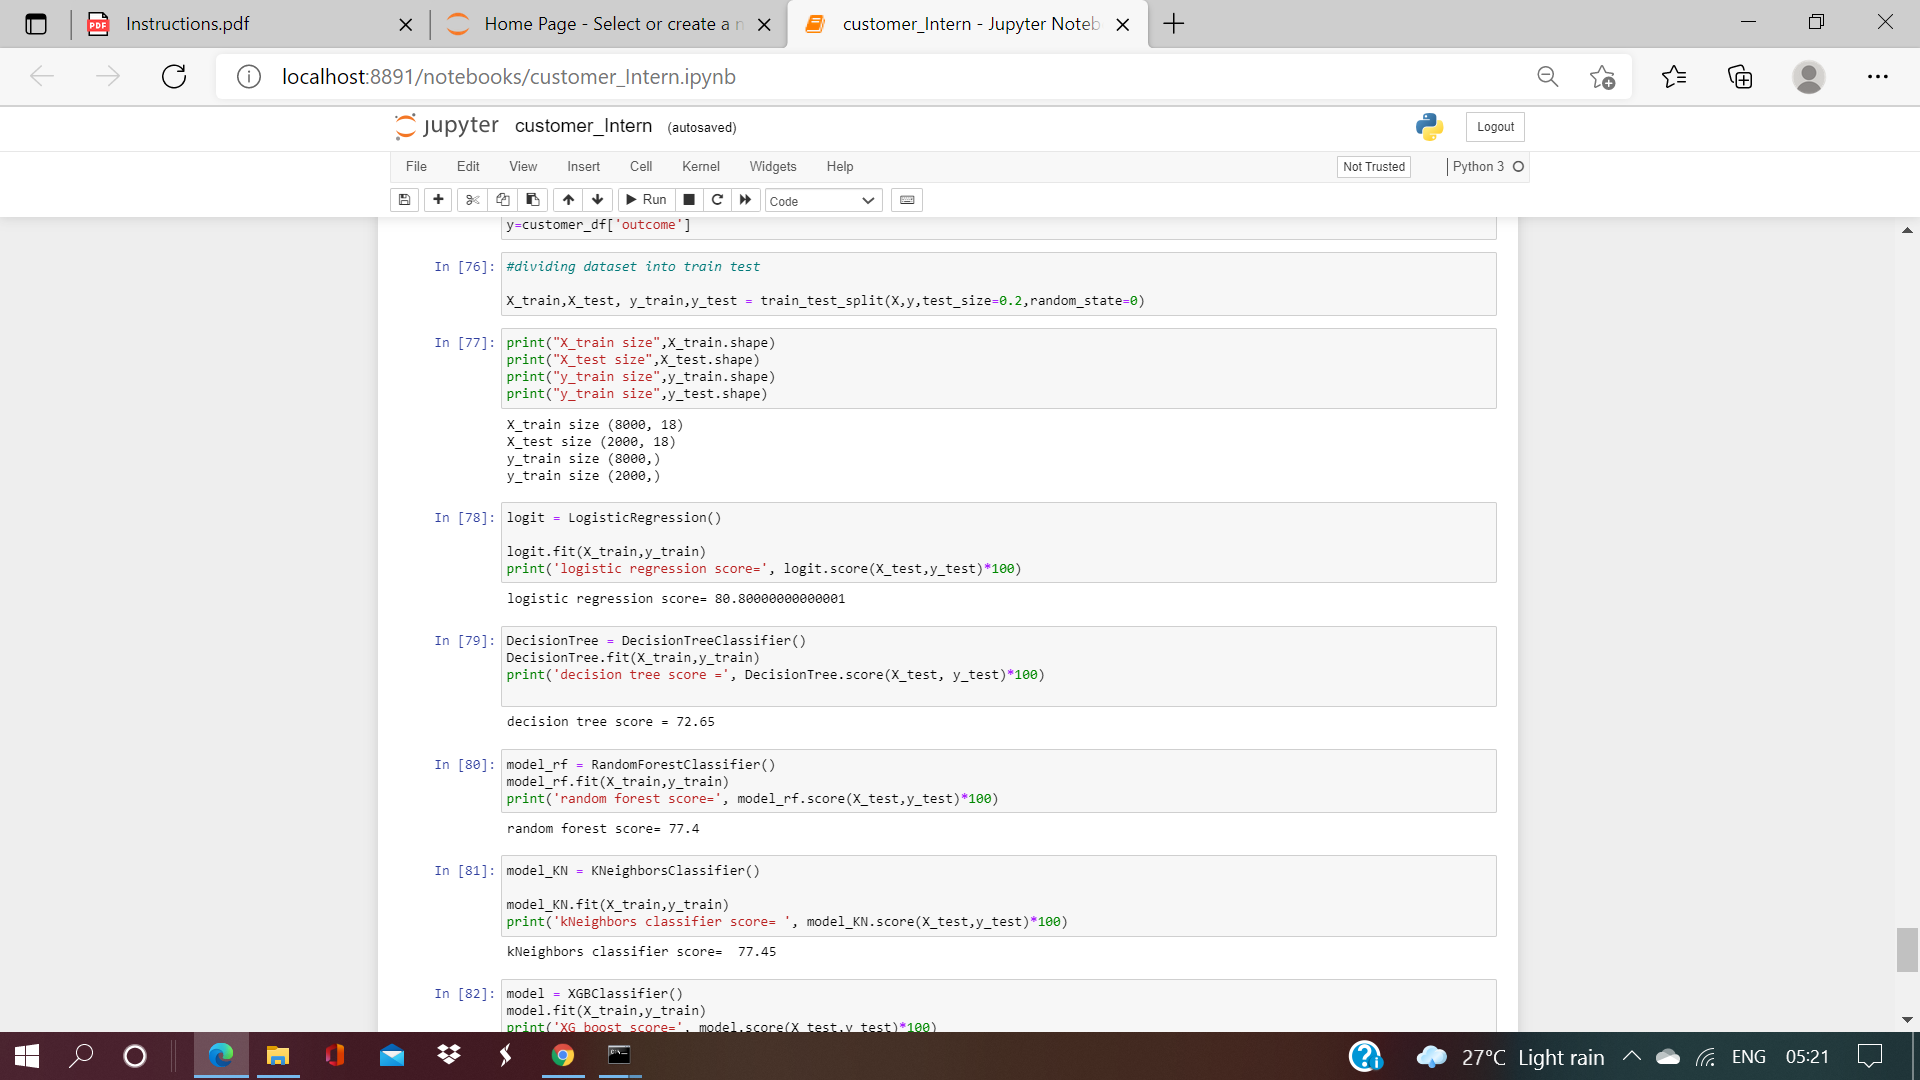 Instructions.pdf
Home Page - Select or create a n
customer_Intern - Jupyter Noteb
localhost:8891/notebooks/customer_Intern.ipynb
jupyter customer_Intern (autosaved)
Logout
File Edit View Insert Cell Kernel Widgets Help
Not Trusted
Python 3
Run
Code
y=customer_df['outcome']
In [76]: #dividing dataset into train test
X_train,X_test, y_train,y_test = train_test_split(X,y,test_size=0.2,random_state=0)
In [77]: print("X_train size",X_train.shape)
print("X_test size",X_test.shape)
print("y_train size",y_train.shape)
print("y_train size",y_test.shape)
X_train size (8000, 18)
X_test size (2000, 18)
y_train size (8000,)
y_train size (2000,)
In [78]: logit = LogisticRegression()
logit.fit(X_train,y_train)
print('logistic regression score=', logit.score(X_test,y_test)*100)
logistic regression score= 80.80000000000001
In [79]: DecisionTree = DecisionTreeClassifier()
DecisionTree.fit(X_train,y_train)
print('decision tree score =', DecisionTree.score(X_test, y_test)*100)
decision tree score = 72.65
In [80]: model_rf = RandomForestClassifier()
model_rf.fit(X_train,y_train)
print('random forest score=', model_rf.score(X_test,y_test)*100)
random forest score= 77.4
In [81]: model_KN = KNeighborsClassifier()
model_KN.fit(X_train,y_train)
print('kNeighbors classifier score= ', model_KN.score(X_test,y_test)*100)
kNeighbors classifier score=  77.45
In [82]: model = XGBClassifier()
model.fit(X_train,y_train)
print('XG boost score=', model.score(X_test,y_test)*100)
27°C Light rain
ENG
05:21